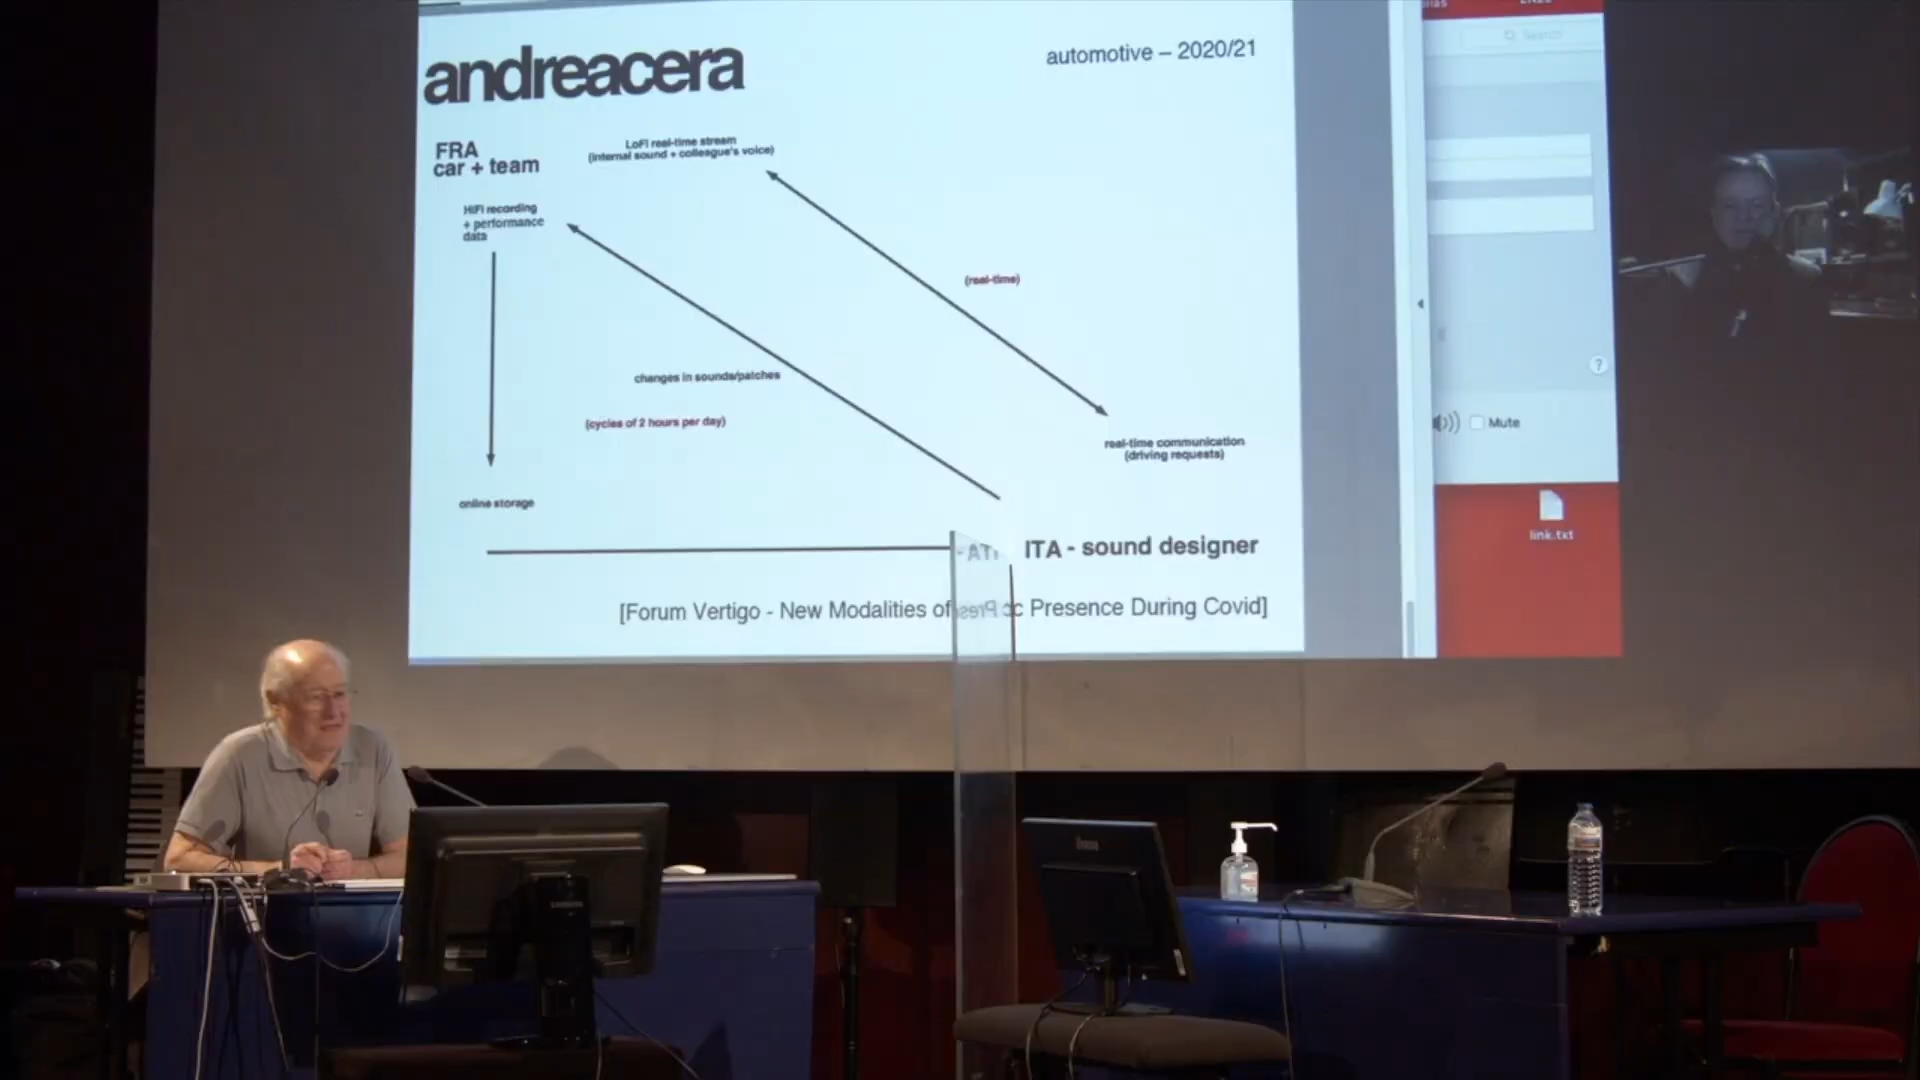 andreacera
automotive – 2020/21
FRA
car + team
LoFi real-time stream
(internal sound + colleague's voice)
HiFi recording
+ performance
data
(real-time)
changes in sounds/patches
(cycles of 2 hours per day)
real-time communication
(driving requests)
online storage
ITA - sound designer
[Forum Vertigo - New Modalities of Presence During Covid]
Search
?
Mute
link.txt
SAMSUNG